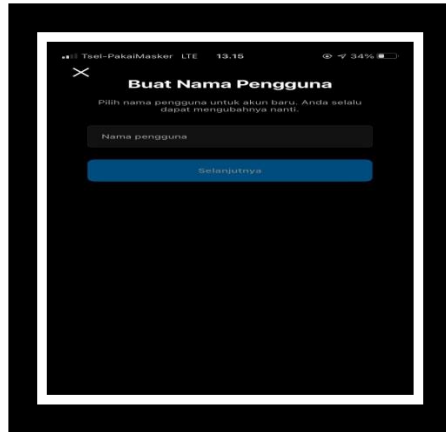 Tsel-PakaiMasker LTE 13.15 34%
Buat Nama Pengguna
Pilih nama pengguna untuk akun baru. Anda selalu
dapat mengubahnya nanti.
Nama pengguna
Selanjutnya